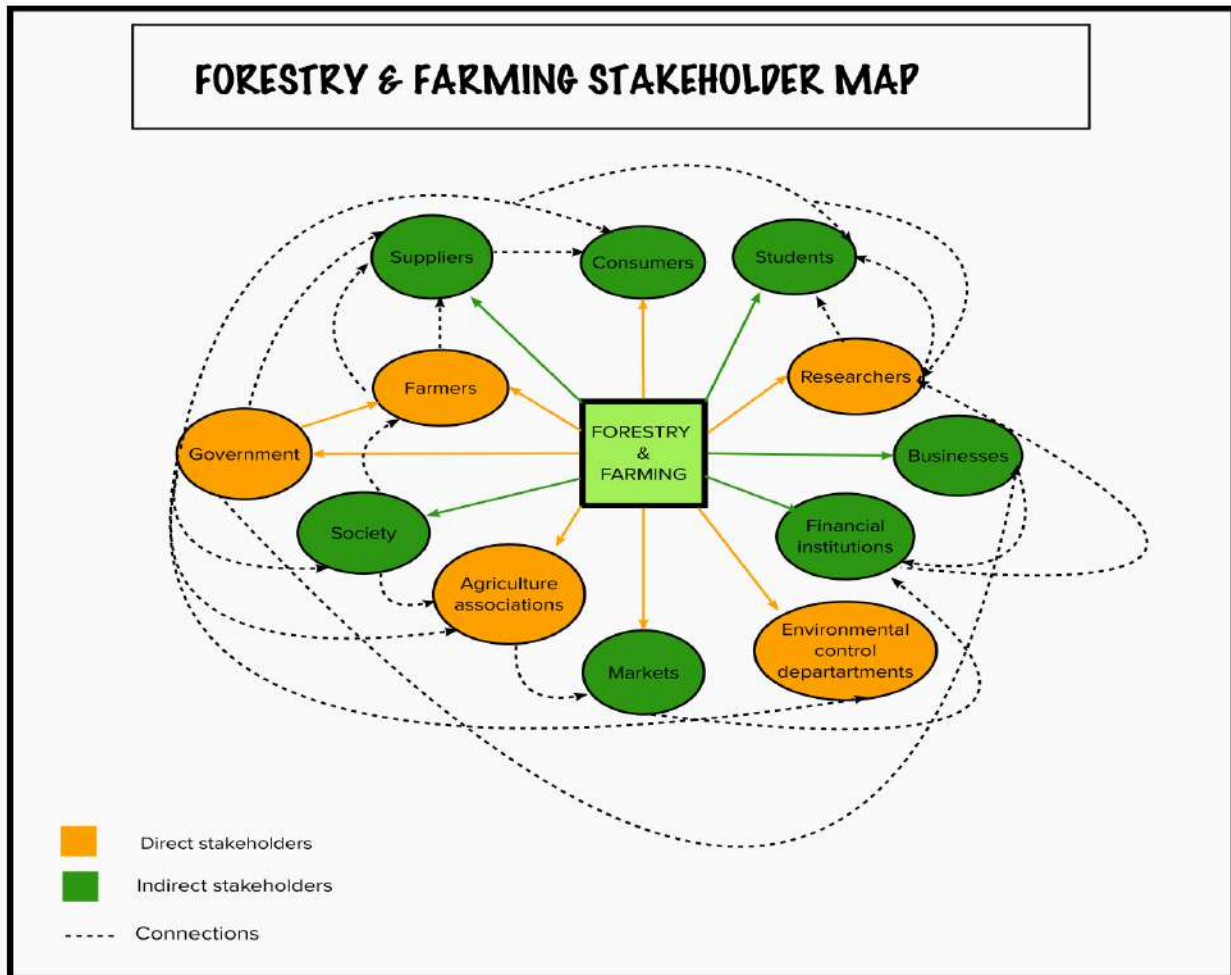 FORESTRY & FARMING STAKEHOLDER MAP
Suppliers
Consumers
Students
Farmers
Researchers
Government
FORESTRY
&
FARMING
Businesses
Society
Financial
institutions
Agriculture
associations
Environmental
control
departartments
Markets
Direct stakeholders
Indirect stakeholders
Connections